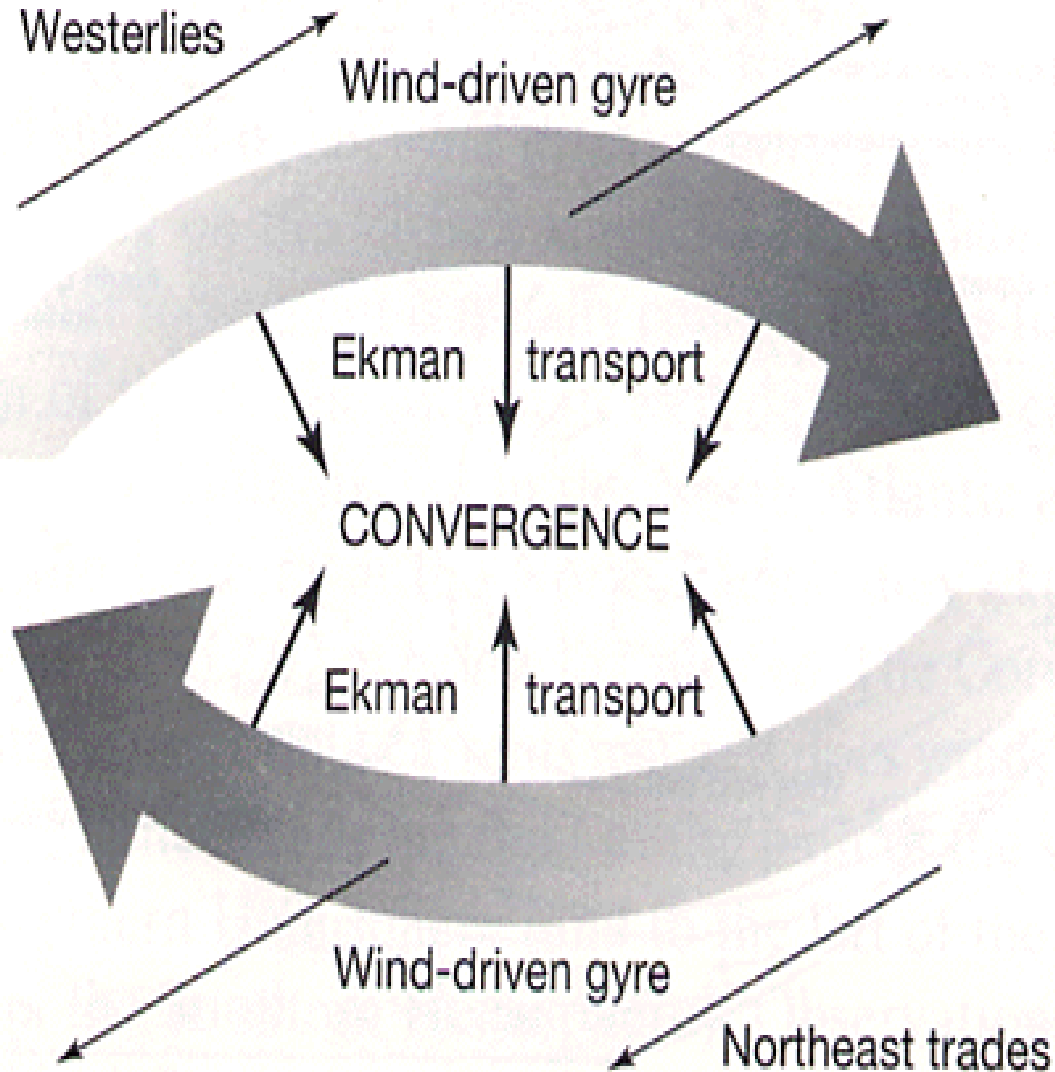 Westerlies
Wind-driven gyre
Ekman transport
CONVERGENCE
Ekman transport
Wind-driven gyre
Northeast trades